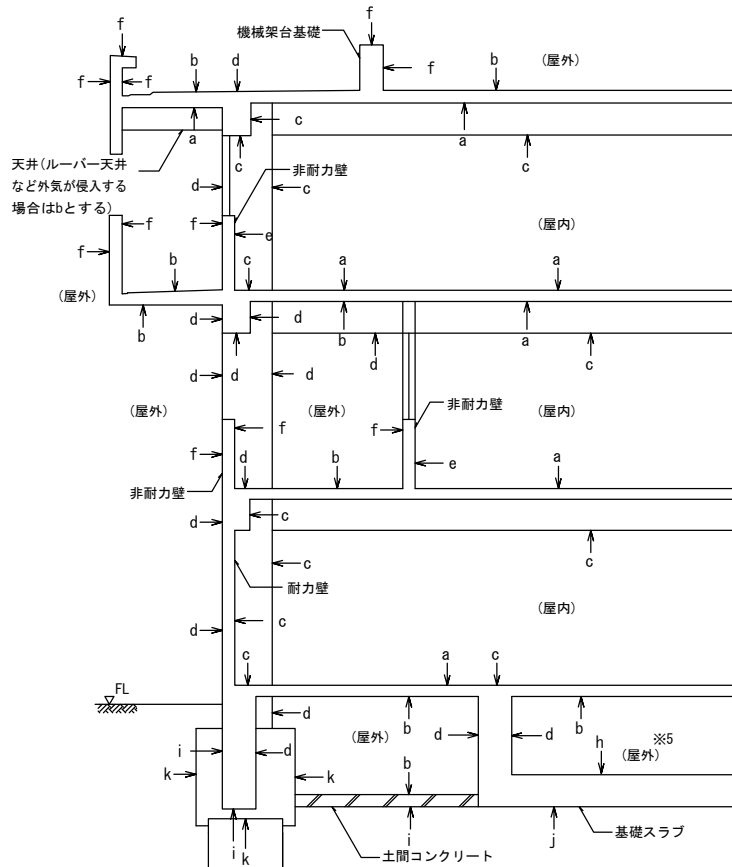 機械架台基礎
f
f
(屋外)
b
d
b
f
f
f
a
c
a
天井(ルーバー天井
など外気が侵入する
場合はbとする)
c
c
非耐力壁
d
c
f
f
(屋内)
f
e
b
c
a
a
(屋外)
b
d
d
b
a
d
d
c
d
d
(屋外)
(屋外)
(屋内)
非耐力壁
f
f
f
d
b
e
a
非耐力壁
d
c
c
c
耐力壁
(屋内)
c
d
c
a
c
FL
d
b
b
i
d
(屋外)
d
d
※5
(屋外)
k
k
b
h
i
k
i
j
土間コンクリート
基礎スラブ